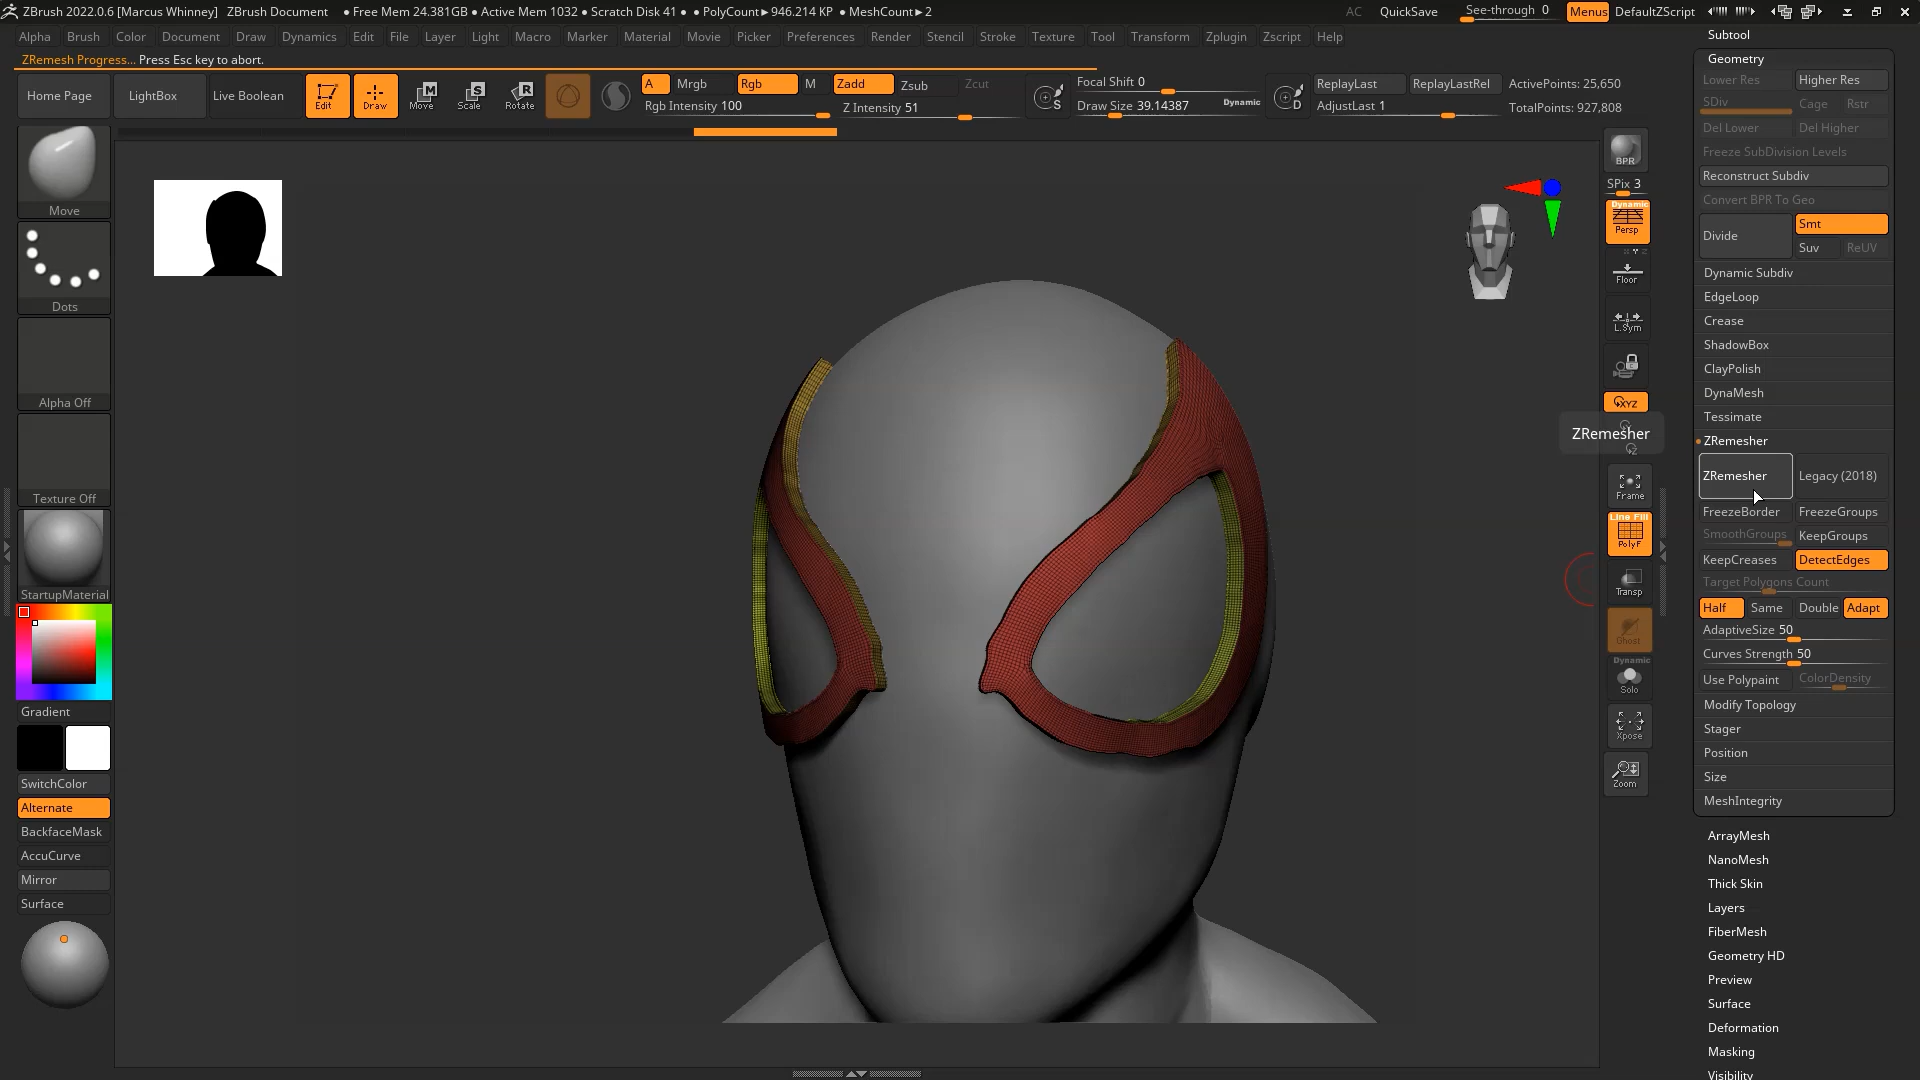 ZBrush 2022.0.6 [Marcus Whinney] ZBrush Document • Free Mem 24.381GB • Active Mem 1032 • Scratch Disk 41 • • PolyCount▸946.214 KP • MeshCount▸2 AC QuickSave See-through 0 Menus DefaultZScript
Alpha Brush Color Document Draw Dynamics Edit File Layer Light Macro Marker Material Movie Picker Preferences Render Stencil Stroke Texture Tool Transform Zplugin Zscript Help
ZRemesh Progress... Press Esc key to abort.
Home Page LightBox Live Boolean Edit Draw Move Scale Rotate
A Mrgb Rgb M Zadd Zsub Zcut
Rgb Intensity 100 Z Intensity 51
Focal Shift 0
Draw Size 39.14387 Dynamic
ReplayLast ReplayLastRel ActivePoints: 25,650
AdjustLast 1 TotalPoints: 927,808
Move
Dots
Alpha Off
Texture Off
StartupMaterial
Gradient
SwitchColor
Alternate
BackfaceMask
AccuCurve
Mirror
Surface
BPR
SPix 3
Dynamic
Persp
Floor
L.Sym
XYZ
ZRemesher
Frame
Line Fill
PolyF
Transp
Ghost
Dynamic
Solo
Xpose
Zoom
Subtool
Geometry
Lower Res Higher Res
SDiv Cage Rstr
Del Lower Del Higher
Freeze SubDivision Levels
Reconstruct Subdiv
Convert BPR To Geo
Divide Smt
Suv ReUV
Dynamic Subdiv
EdgeLoop
Crease
ShadowBox
ClayPolish
DynaMesh
Tessimate
ZRemesher
ZRemesher Legacy (2018)
FreezeBorder FreezeGroups
SmoothGroups KeepGroups
KeepCreases DetectEdges
Target Polygons Count
Half Same Double Adapt
AdaptiveSize 50
Curves Strength 50
Use Polypaint ColorDensity
Modify Topology
Stager
Position
Size
MeshIntegrity
ArrayMesh
NanoMesh
Thick Skin
Layers
FiberMesh
Geometry HD
Preview
Surface
Deformation
Masking
Visibility